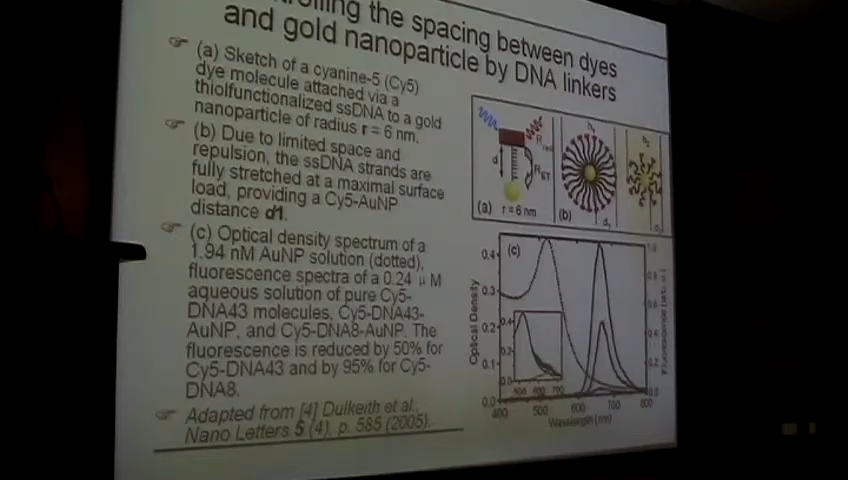 the spacing between dyes
and gold nanoparticle by DNA linkers
(a) Sketch of a cyanine-5 (Cy5)
dye molecule attached via a
thiolfunctionalized ssDNA to a gold
nanoparticle of radius r = 6 nm.
(b) Due to limited space and
repulsion, the ssDNA strands are
fully stretched at a maximal surface
load, providing a Cy5-AuNP
distance d1.
(c) Optical density spectrum of a
1.94 nM AuNP solution (dotted),
fluorescence spectra of a 0.24 μ M
aqueous solution of pure Cy5-
DNA43 molecules, Cy5-DNA43-
AuNP, and Cy5-DNA8-AuNP. The
fluorescence is reduced by 50% for
Cy5-DNA43 and by 95% for Cy5-
DNA8.
Adapted from [4] Dulkeith et al.,
Nano Letters 5 (4), p. 585 (2005).
d
(a) r = 6 nm
(b)
(c)
Optical Density
0.4
0.3
0.2
0.1
0.0
400 500 600 700 800
Wavelength (nm)